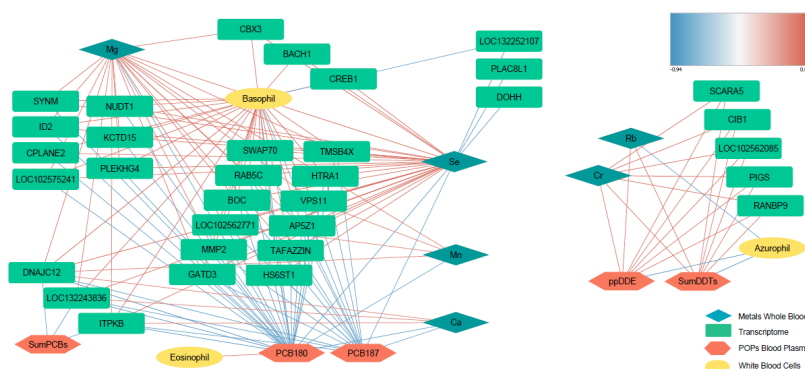 CBX3
Mg
BACH1
LOC132252107
PLAC8L1
DOHH
CREB1
-0.94
SCARA5
CIB1
LOC102562085
PIGS
RANBP9
Rb
Cr
Azurophil
ppDDE
SumDDTs
SYNM
NUDT1
Basophil
ID2
KCTD15
CPLANE2
PLEKHG4
LOC102575241
SWAP70
TMSB4X
Se
RAB5C
HTRA1
BOC
VPS11
LOC102562771
AP5Z1
MMP2
TAFAZZIN
GATD3
HS6ST1
Mn
DNAJC12
LOC132243836
ITPKB
Ca
SumPCBs
Eosinophil
PCB180
PCB187
Metals Whole Blood
Transcriptome
POPs Blood Plasma
White Blood Cells